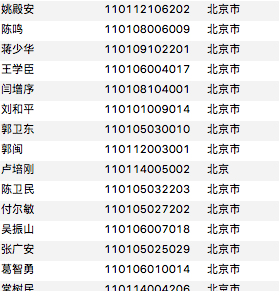 姚殿安 110112106202 北京市
陈鸣 110108006009 北京市
蒋少华 110109102201 北京市
王学臣 110106004017 北京市
闫增序 110108104001 北京市
刘和平 110101009014 北京市
郭卫东 110105030010 北京市
郭闽 110112003001 北京市
卢培刚 110114005002 北京
陈卫民 110105032203 北京市
付尔敏 110105027202 北京市
吴振山 110106007018 北京市
张广安 110105025029 北京市
葛智勇 110106010014 北京市
常树民 110114004206 北京市